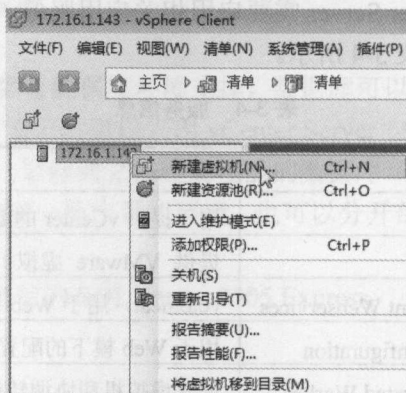 172.16.1.143 - vSphere Client
文件(F) 编辑(E) 视图(W) 清单(N) 系统管理(A) 插件(P)
主页 清单 清单
172.16.1.14
新建虚拟机(N)... Ctrl+N
新建资源池(R)... Ctrl+O
进入维护模式(E)
添加权限(P)... Ctrl+P
关机(S)
重新引导(T)
报告摘要(U)...
报告性能(F)...
将虚拟机移到目录(M)